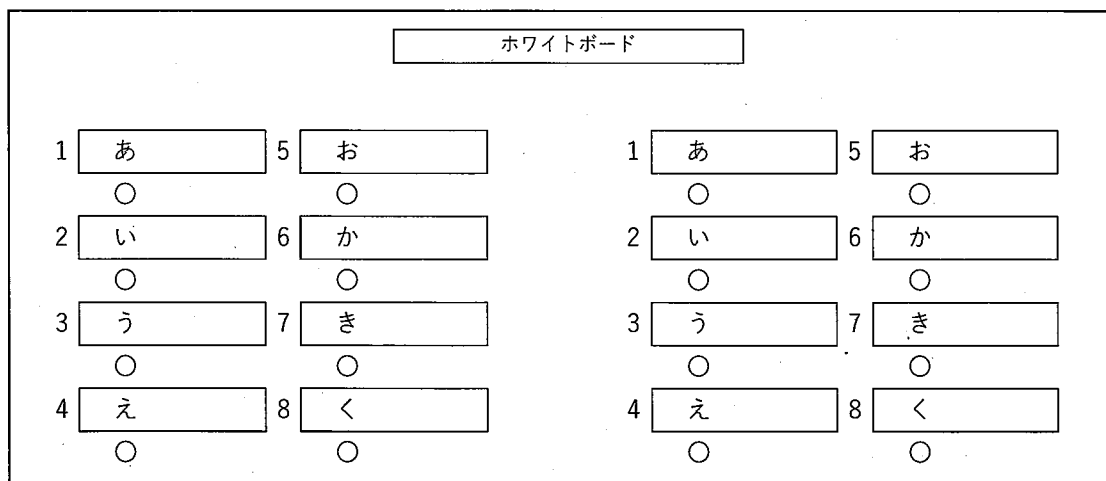 ホワイトボード
1 あ 5 お 1 あ 5 お
2 い 6 か 2 い 6 か
3 う 7 き 3 う 7 き
4 え 8 く 4 え 8 く